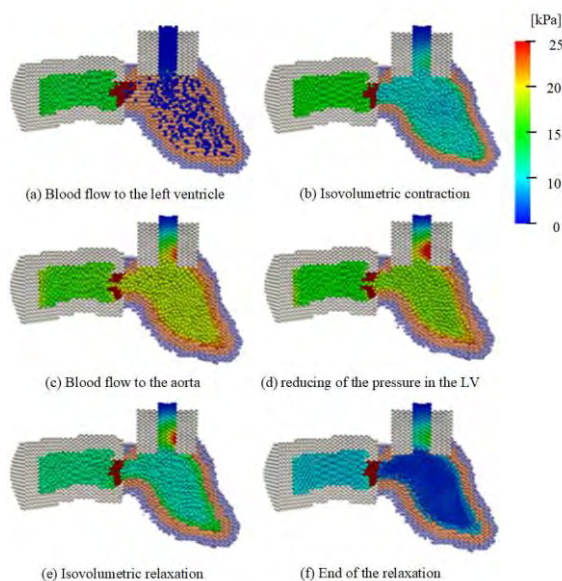 [kPa]
25
20
15
10
0
(a) Blood flow to the left ventricle
(b) Isovolumetric contraction
(c) Blood flow to the aorta
(d) reducing of the pressure in the LV
(e) Isovolumetric relaxation
(f) End of the relaxation